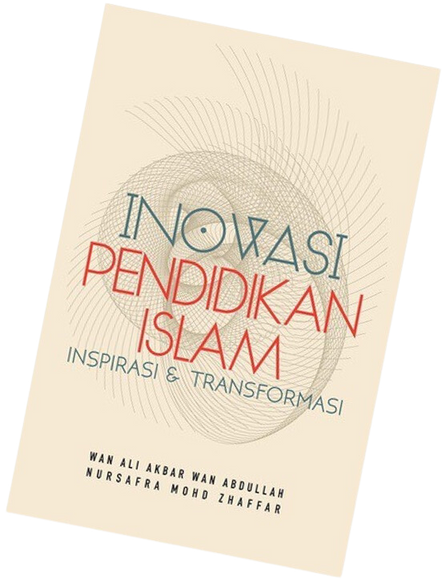 INOVASI
PENDIDIKAN
ISLAM
INSPIRASI & TRANSFORMASI
WAN ALI AKBAR WAN ABDULLAH
NURSAFRA MOHD ZHAFFAR